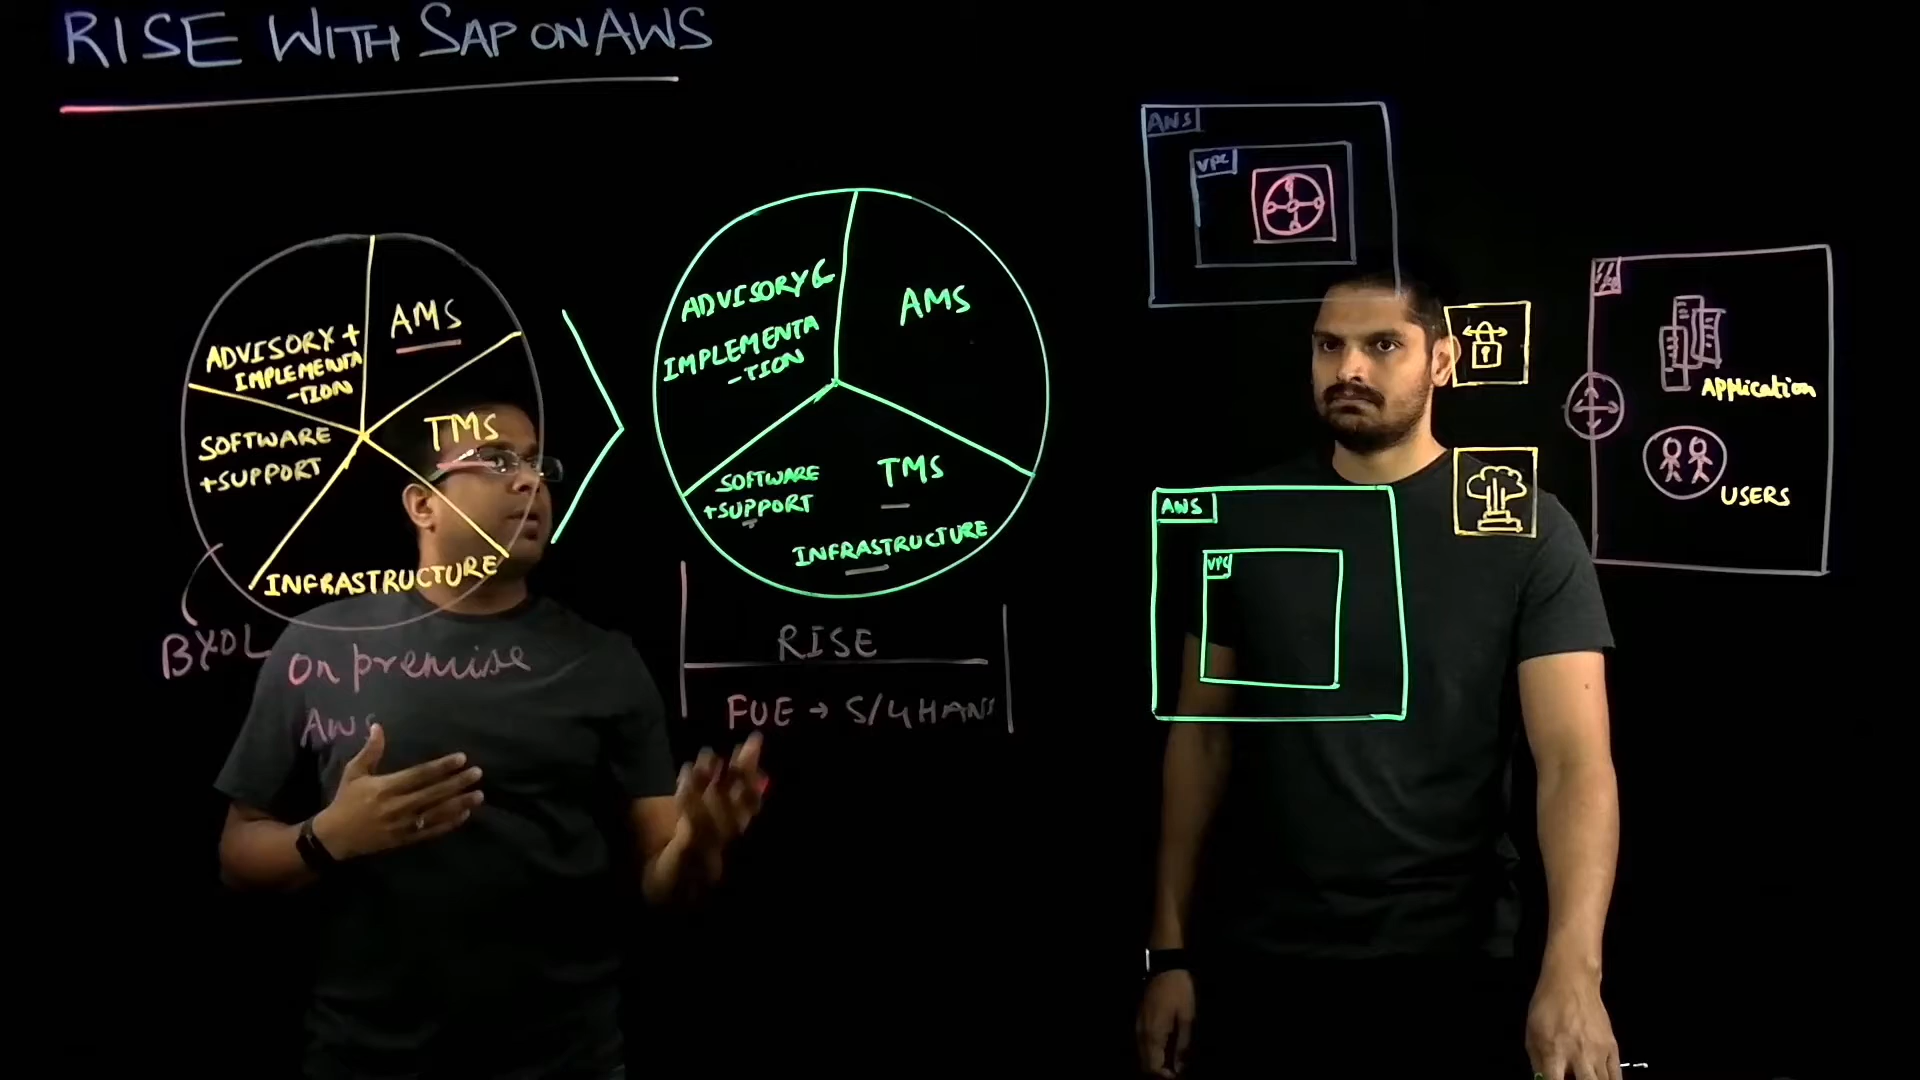 RISE WITH SAP ON AWS
ADVISORY +
IMPLEMENTA
-TION
AMS
SOFTWARE
+SUPPORT
TMS
INFRASTRUCTURE
BYOL
on premise
AWS
ADVISORY &
IMPLEMENTA
-TION
AMS
SOFTWARE
+SUPPORT
TMS
INFRASTRUCTURE
RISE
FUE → S/4HANA
AWS
VPC
AWS
VPC
Application
USERS